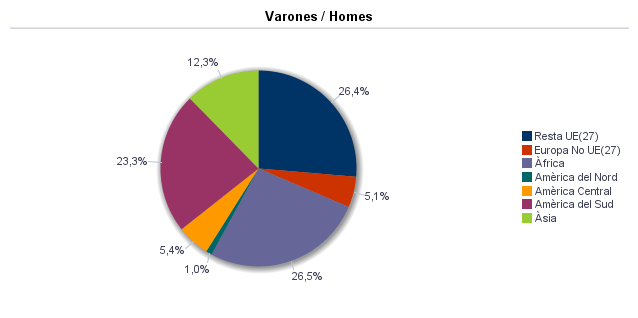 Varones / Homes
12,3%
26,4%
23,3%
5,1%
5,4%
1,0%
26,5%
Resta UE(27)
Europa No UE(27)
Àfrica
Amèrica del Nord
Amèrica Central
Amèrica del Sud
Àsia